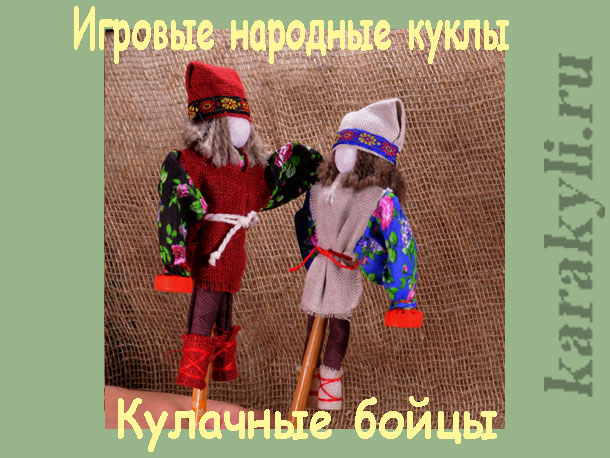 Игровые народные куклы
karakyli.ru
Кулачные бойцы